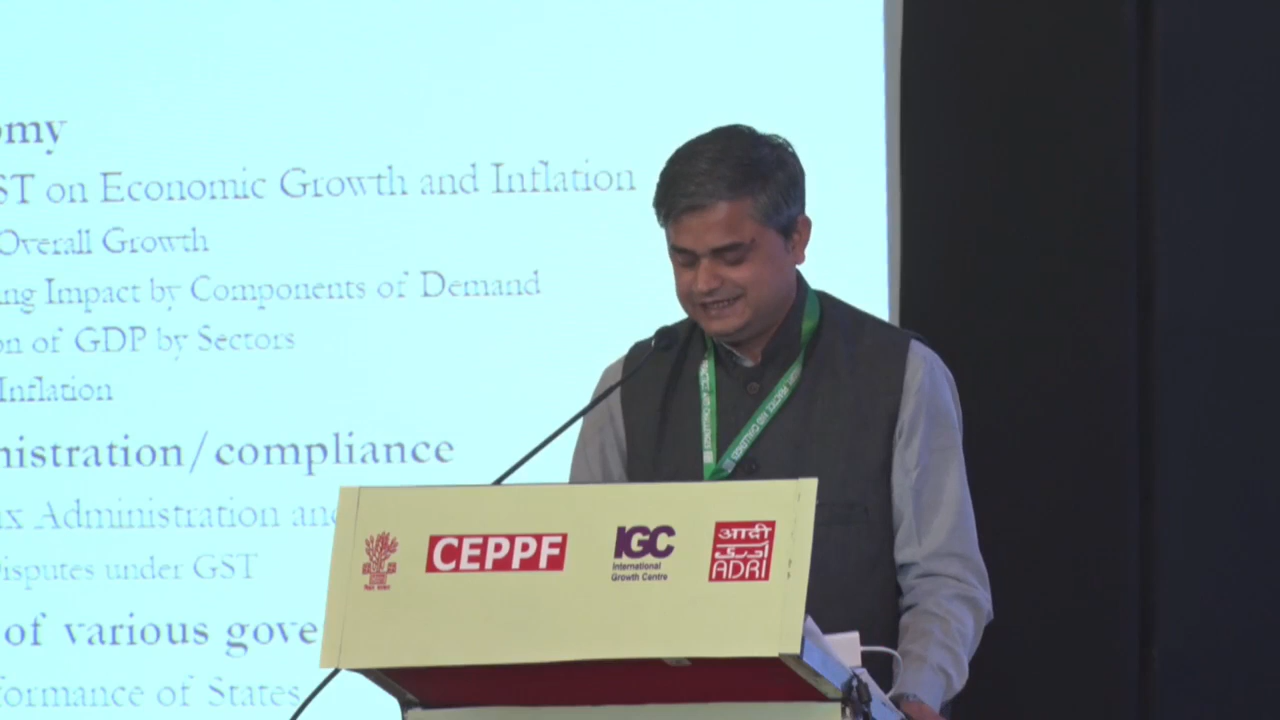 omy
ST on Economic Growth and Inflation
Overall Growth
ng Impact by Components of Demand
on of GDP by Sectors
Inflation
nistration/compliance
ax Administration and
isputes under GST
of various gove
formance of States
CEPPF
IGC
International
Growth Centre
आद्री
ADRI